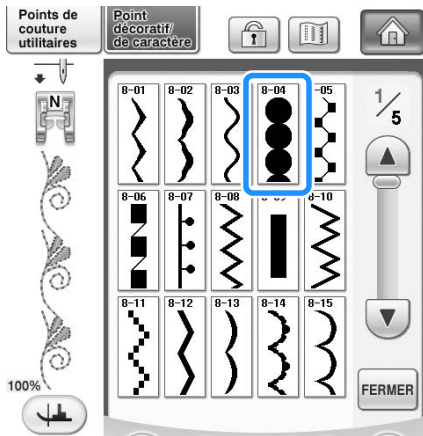 Points de
couture
utilitaires
Point
décoratif/
de caractère
N
100%
8-01 8-02 8-03 8-04 -05
1/5
8-06 8-07 8-08 8-09 8-10
8-11 8-12 8-13 8-14 8-15
FERMER